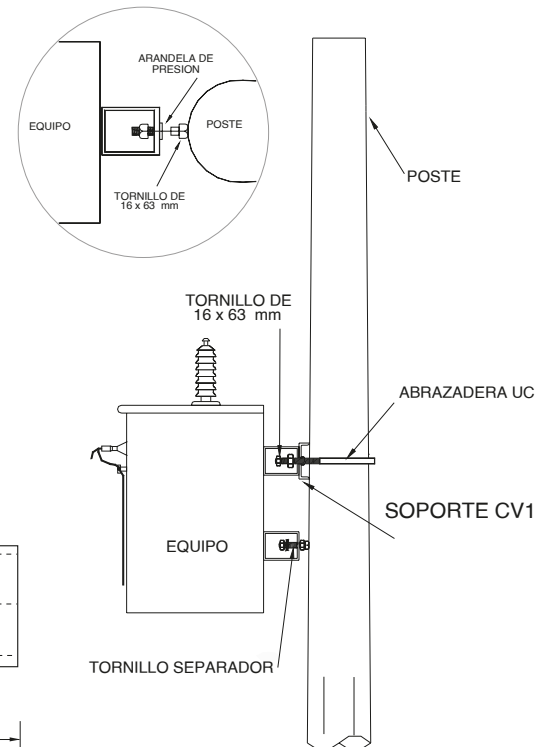 ARANDELA DE
PRESION
EQUIPO
POSTE
TORNILLO DE
16 x 63 mm
POSTE
TORNILLO DE
16 x 63 mm
ABRAZADERA UC
SOPORTE CV1
EQUIPO
TORNILLO SEPARADOR